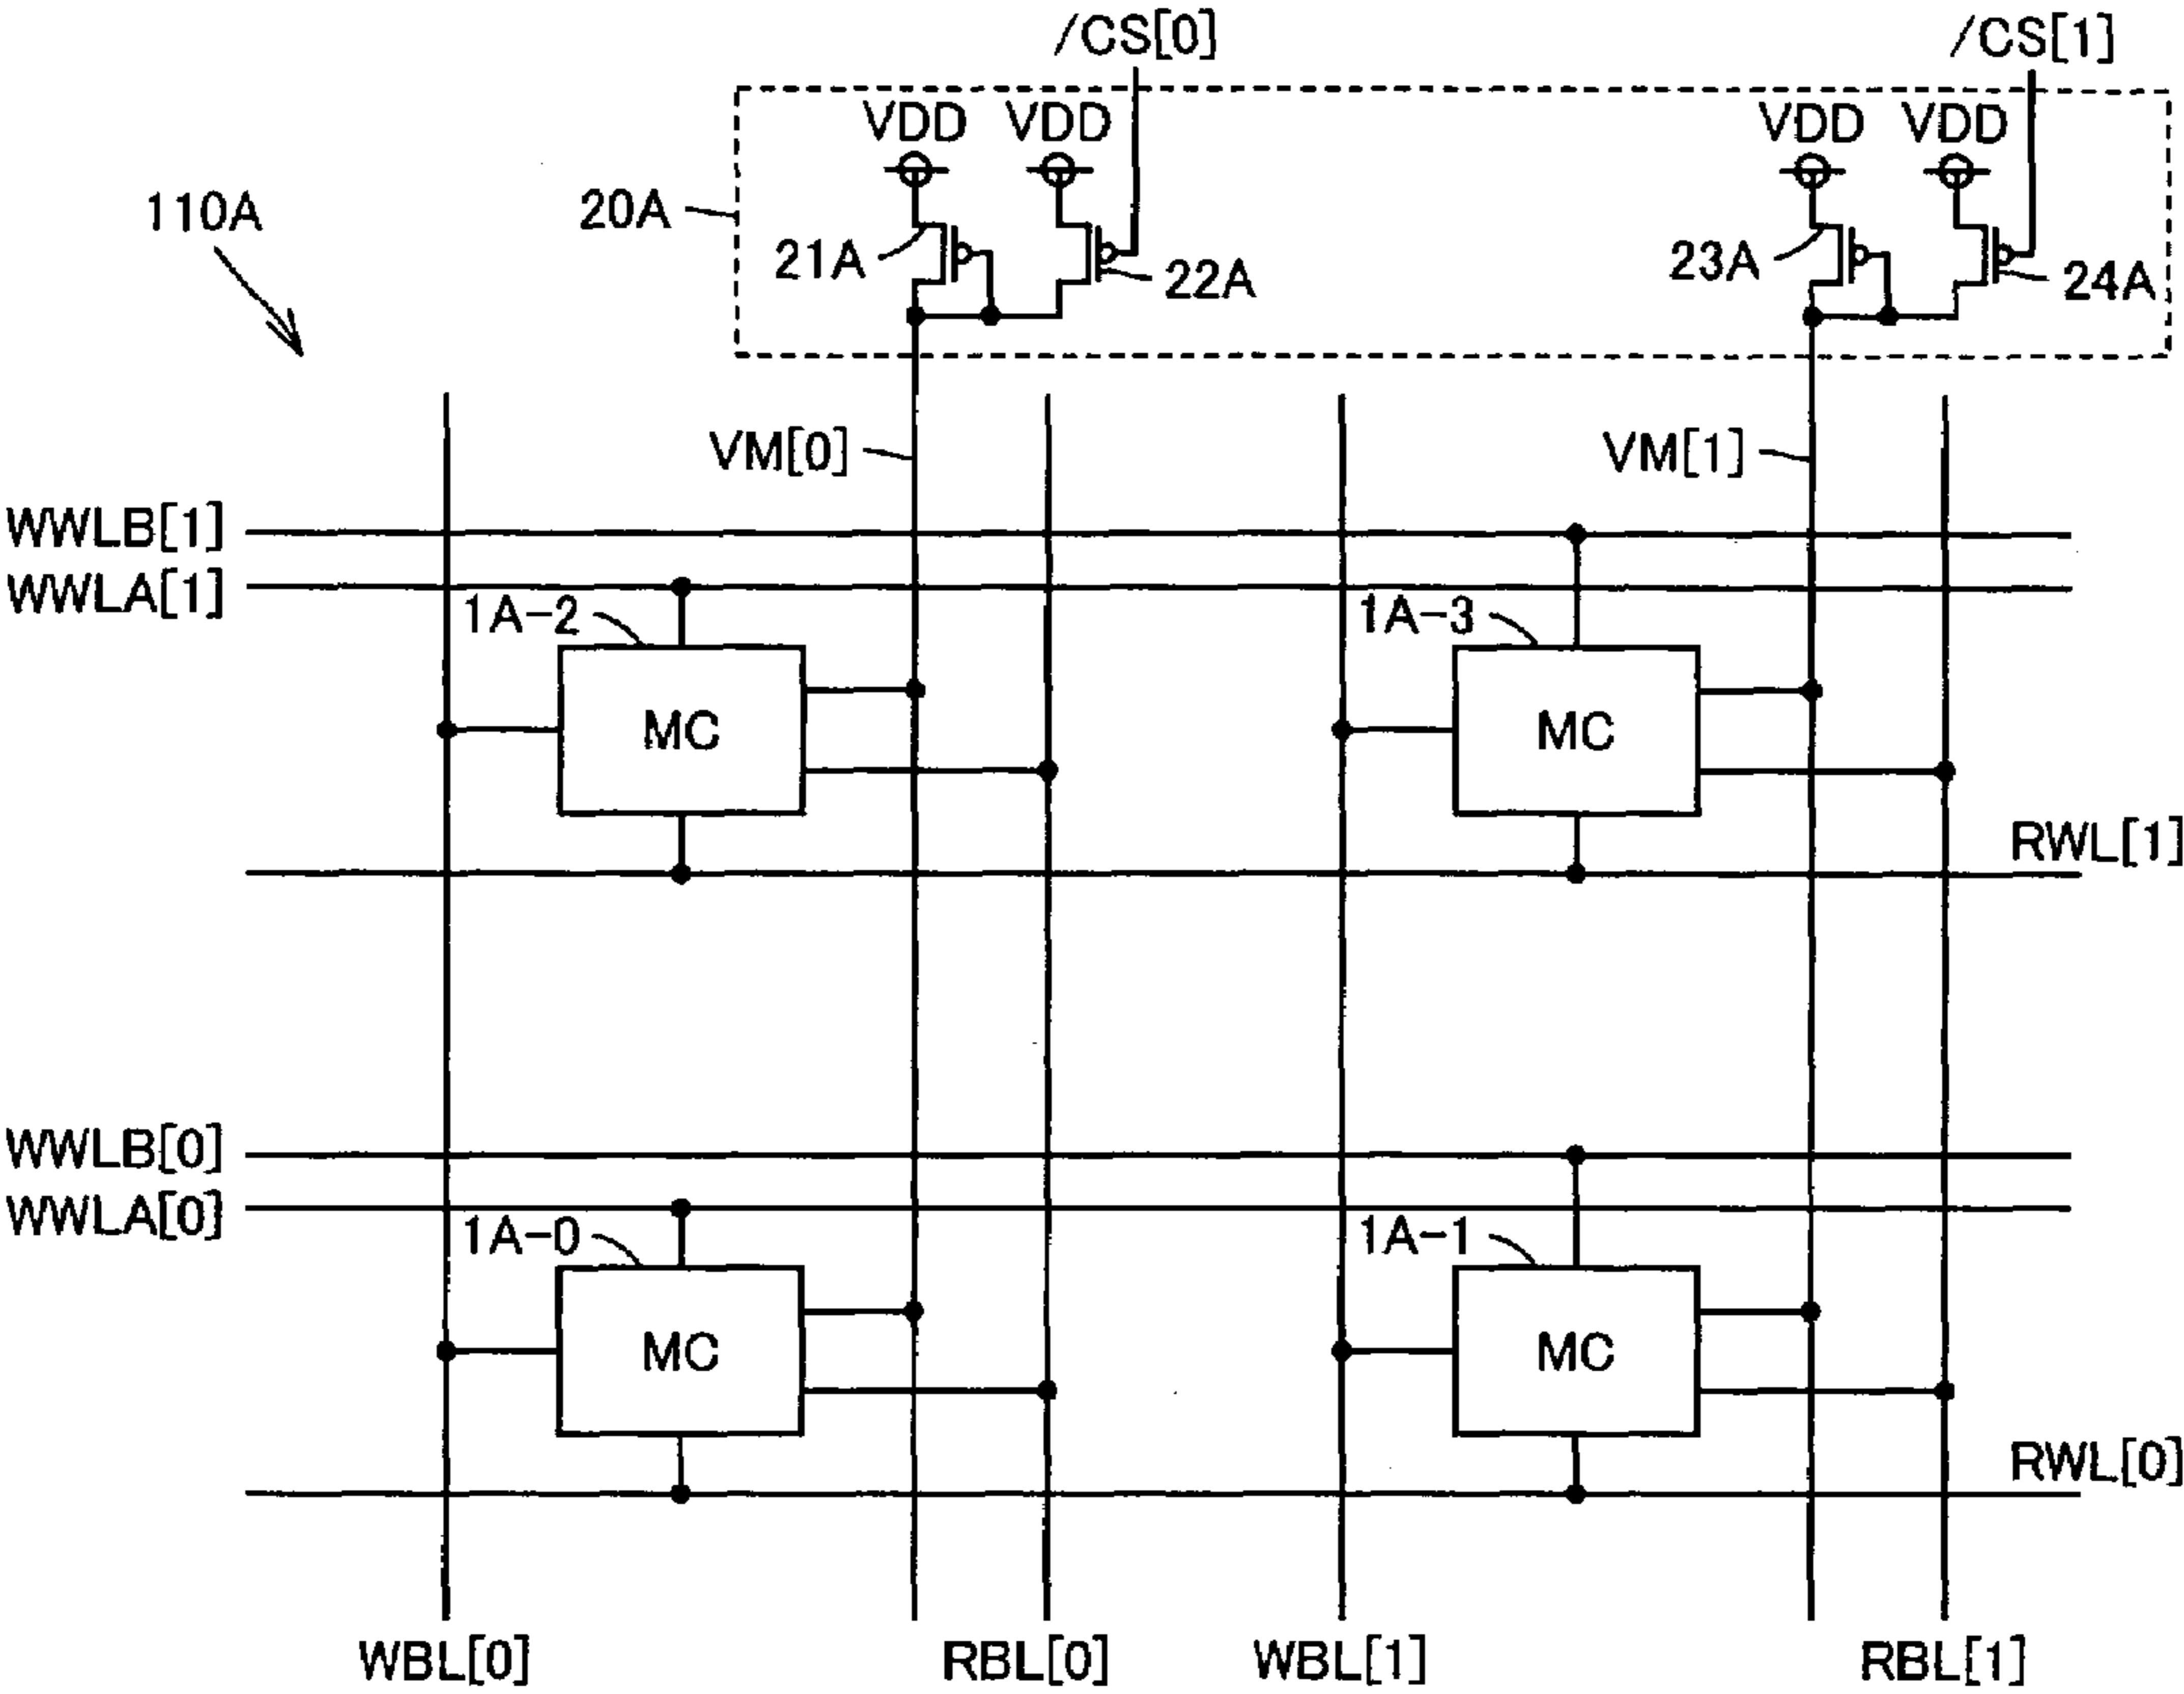 /CS[0]
/CS[1]
VDD
VDD
VDD
VDD
110A
20A
21A
22A
23A
24A
VM[0]
VM[1]
WWLB[1]
WWLA[1]
1A-2
1A-3
MC
MC
RWL[1]
WWLB[0]
WWLA[0]
1A-0
1A-1
MC
MC
RWL[0]
WBL[0]
RBL[0]
WBL[1]
RBL[1]